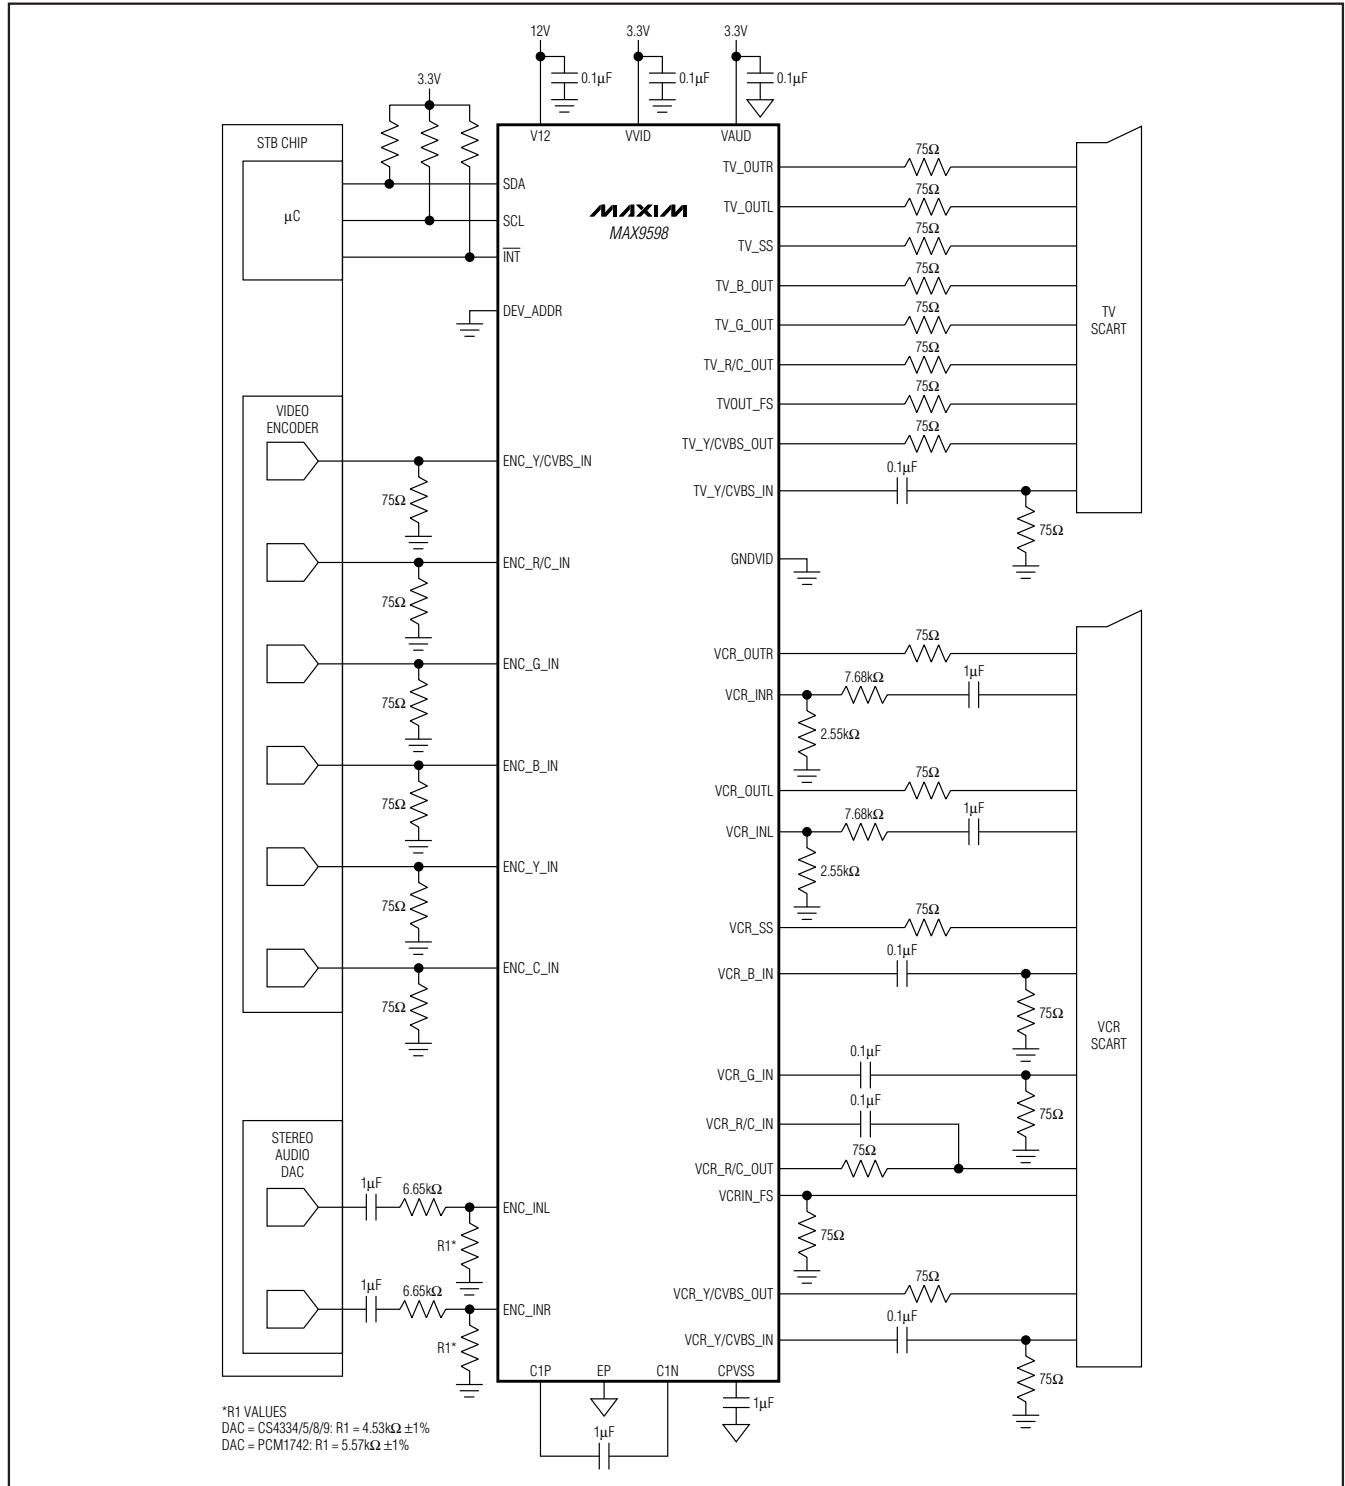 12V
3.3V
3.3V
0.1μF
0.1μF
0.1μF
3.3V
STB CHIP
μC
V12
VVID
VAUD
SDA
SCL
INT
DEV_ADDR
MAXIM
MAX9598
VIDEO
ENCODER
ENC_Y/CVBS_IN
75Ω
ENC_R/C_IN
75Ω
ENC_G_IN
75Ω
ENC_B_IN
75Ω
ENC_Y_IN
75Ω
ENC_C_IN
75Ω
STEREO
AUDIO
DAC
1μF
6.65kΩ
ENC_INL
R1*
1μF
6.65kΩ
ENC_INR
R1*
TV_OUTR
75Ω
TV_OUTL
75Ω
TV_SS
75Ω
TV_B_OUT
75Ω
TV_G_OUT
75Ω
TV_R/C_OUT
75Ω
TVOUT_FS
75Ω
TV_Y/CVBS_OUT
75Ω
TV_Y/CVBS_IN
0.1μF
75Ω
TV
SCART
GNDVID
VCR_OUTR
75Ω
VCR_INR
7.68kΩ
1μF
2.55kΩ
VCR_OUTL
75Ω
VCR_INL
7.68kΩ
1μF
2.55kΩ
VCR_SS
75Ω
VCR_B_IN
0.1μF
75Ω
VCR_G_IN
0.1μF
75Ω
VCR_R/C_IN
0.1μF
VCR_R/C_OUT
75Ω
VCRIN_FS
75Ω
VCR_Y/CVBS_OUT
75Ω
VCR_Y/CVBS_IN
0.1μF
75Ω
VCR
SCART
C1P
EP
C1N
CPVSS
1μF
1μF
*R1 VALUES
DAC = CS4334/5/8/9: R1 = 4.53kΩ ±1%
DAC = PCM1742: R1 = 5.57kΩ ±1%